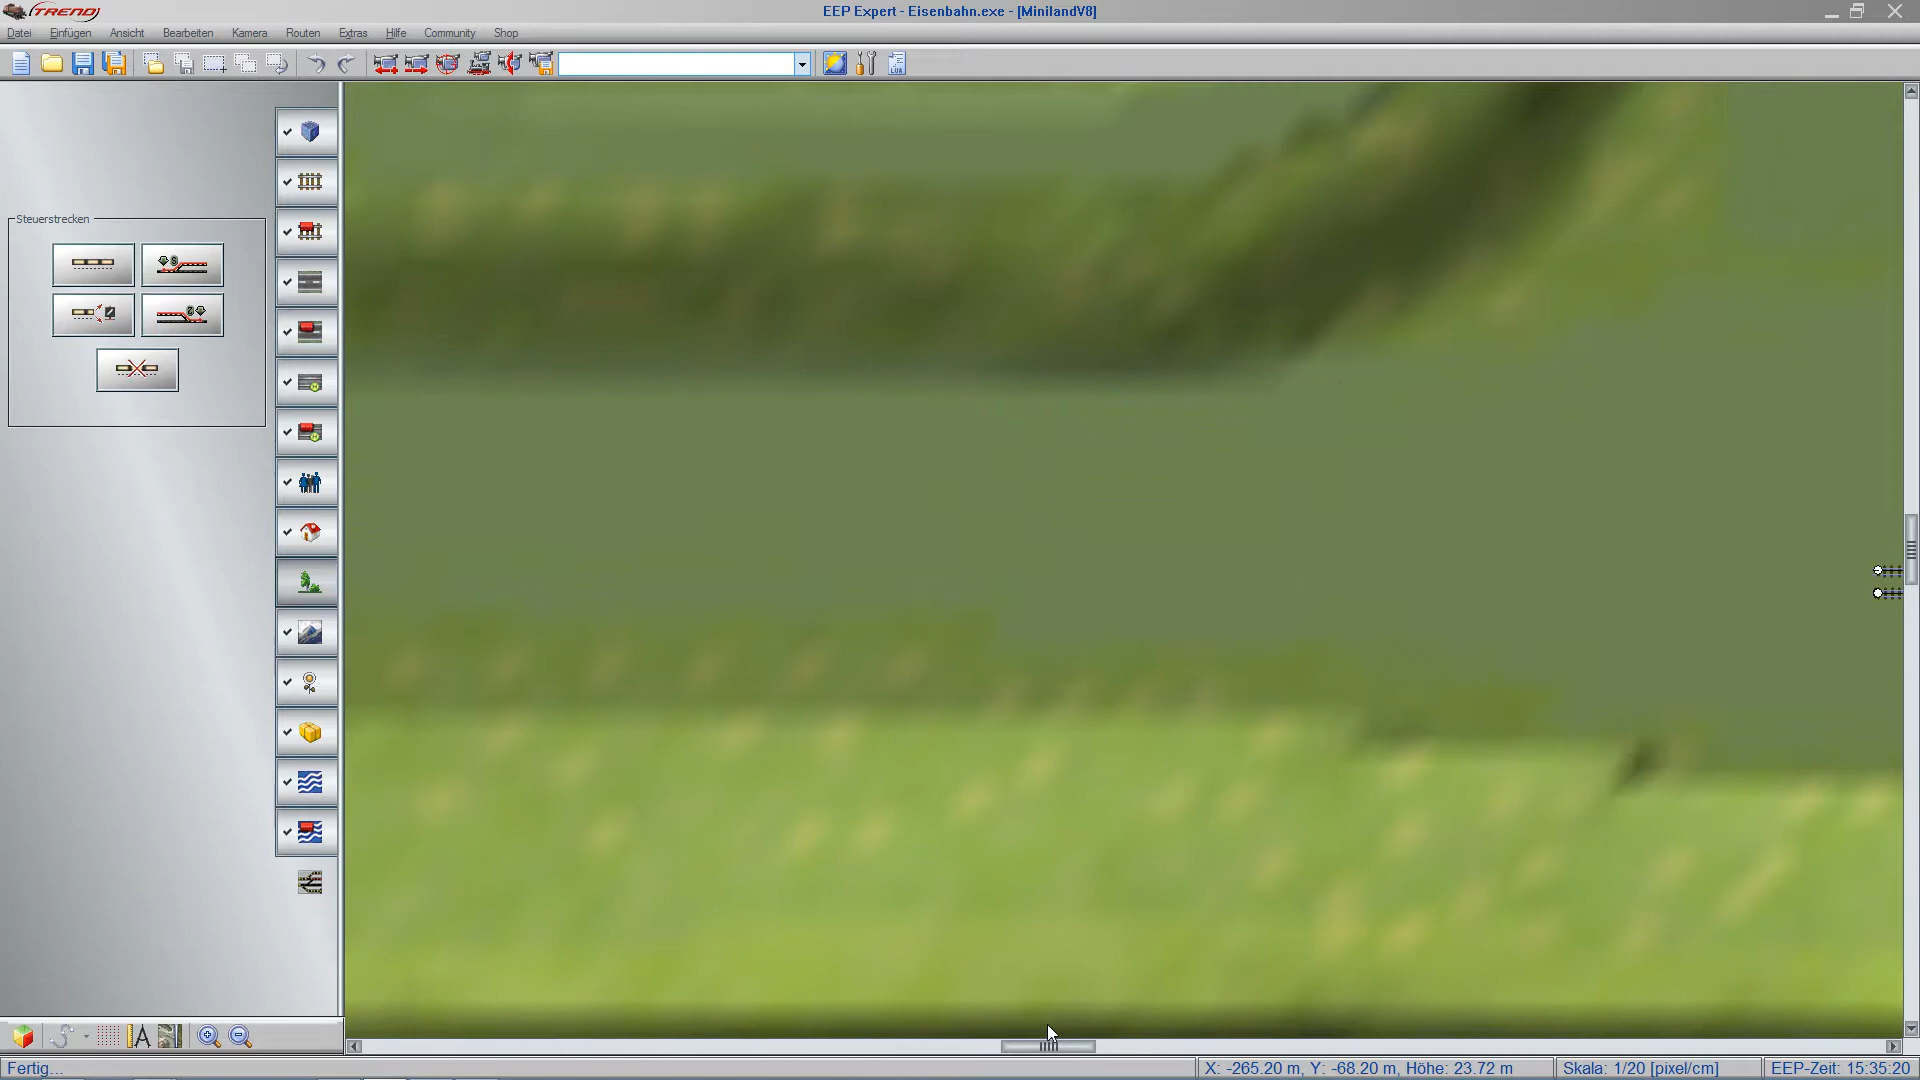 TREND
EEP Expert - Eisenbahn.exe - [MinilandV8]
Datei Einfügen Ansicht Bearbeiten Kamera Routen Extras Hilfe Community Shop
LUA
Steuerstrecken
Fertig...
X: -265.20 m, Y: -68.20 m, Höhe: 23.72 m
Skala: 1/20 [pixel/cm]
EEP-Zeit: 15:35:20